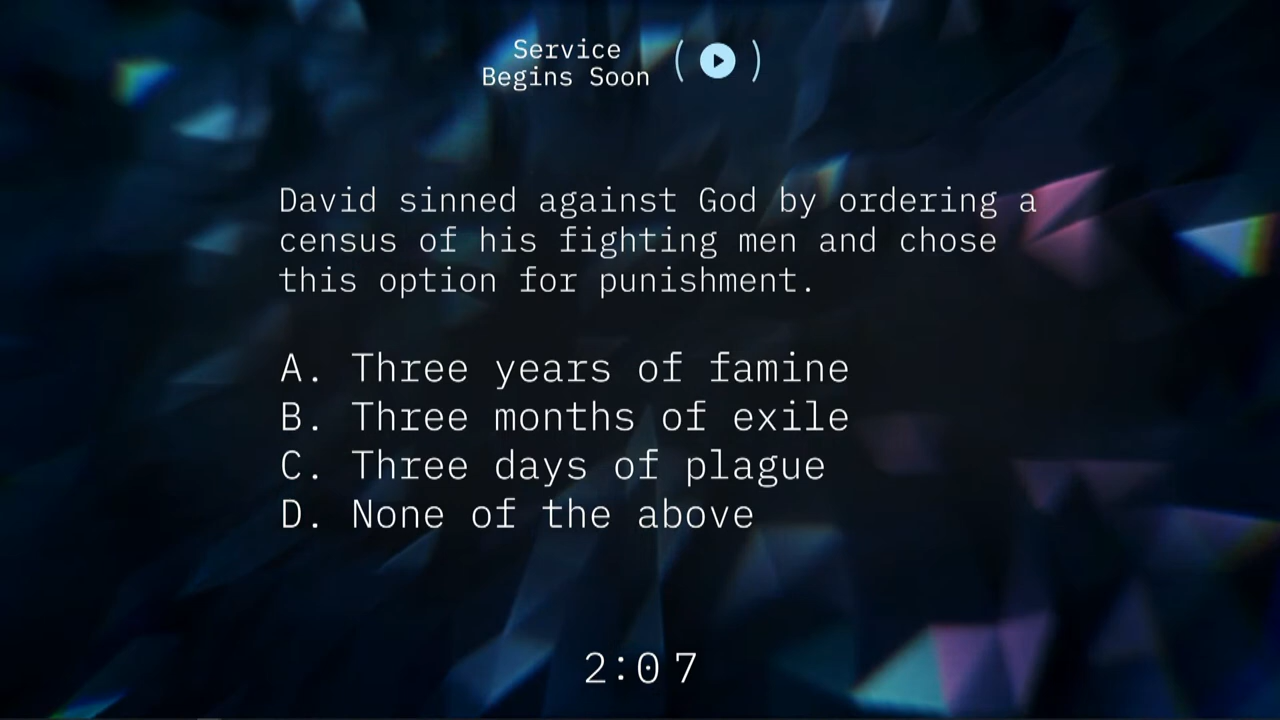 Service
Begins Soon
David sinned against God by ordering a
census of his fighting men and chose
this option for punishment.
A. Three years of famine
B. Three months of exile
C. Three days of plague
D. None of the above
2:07